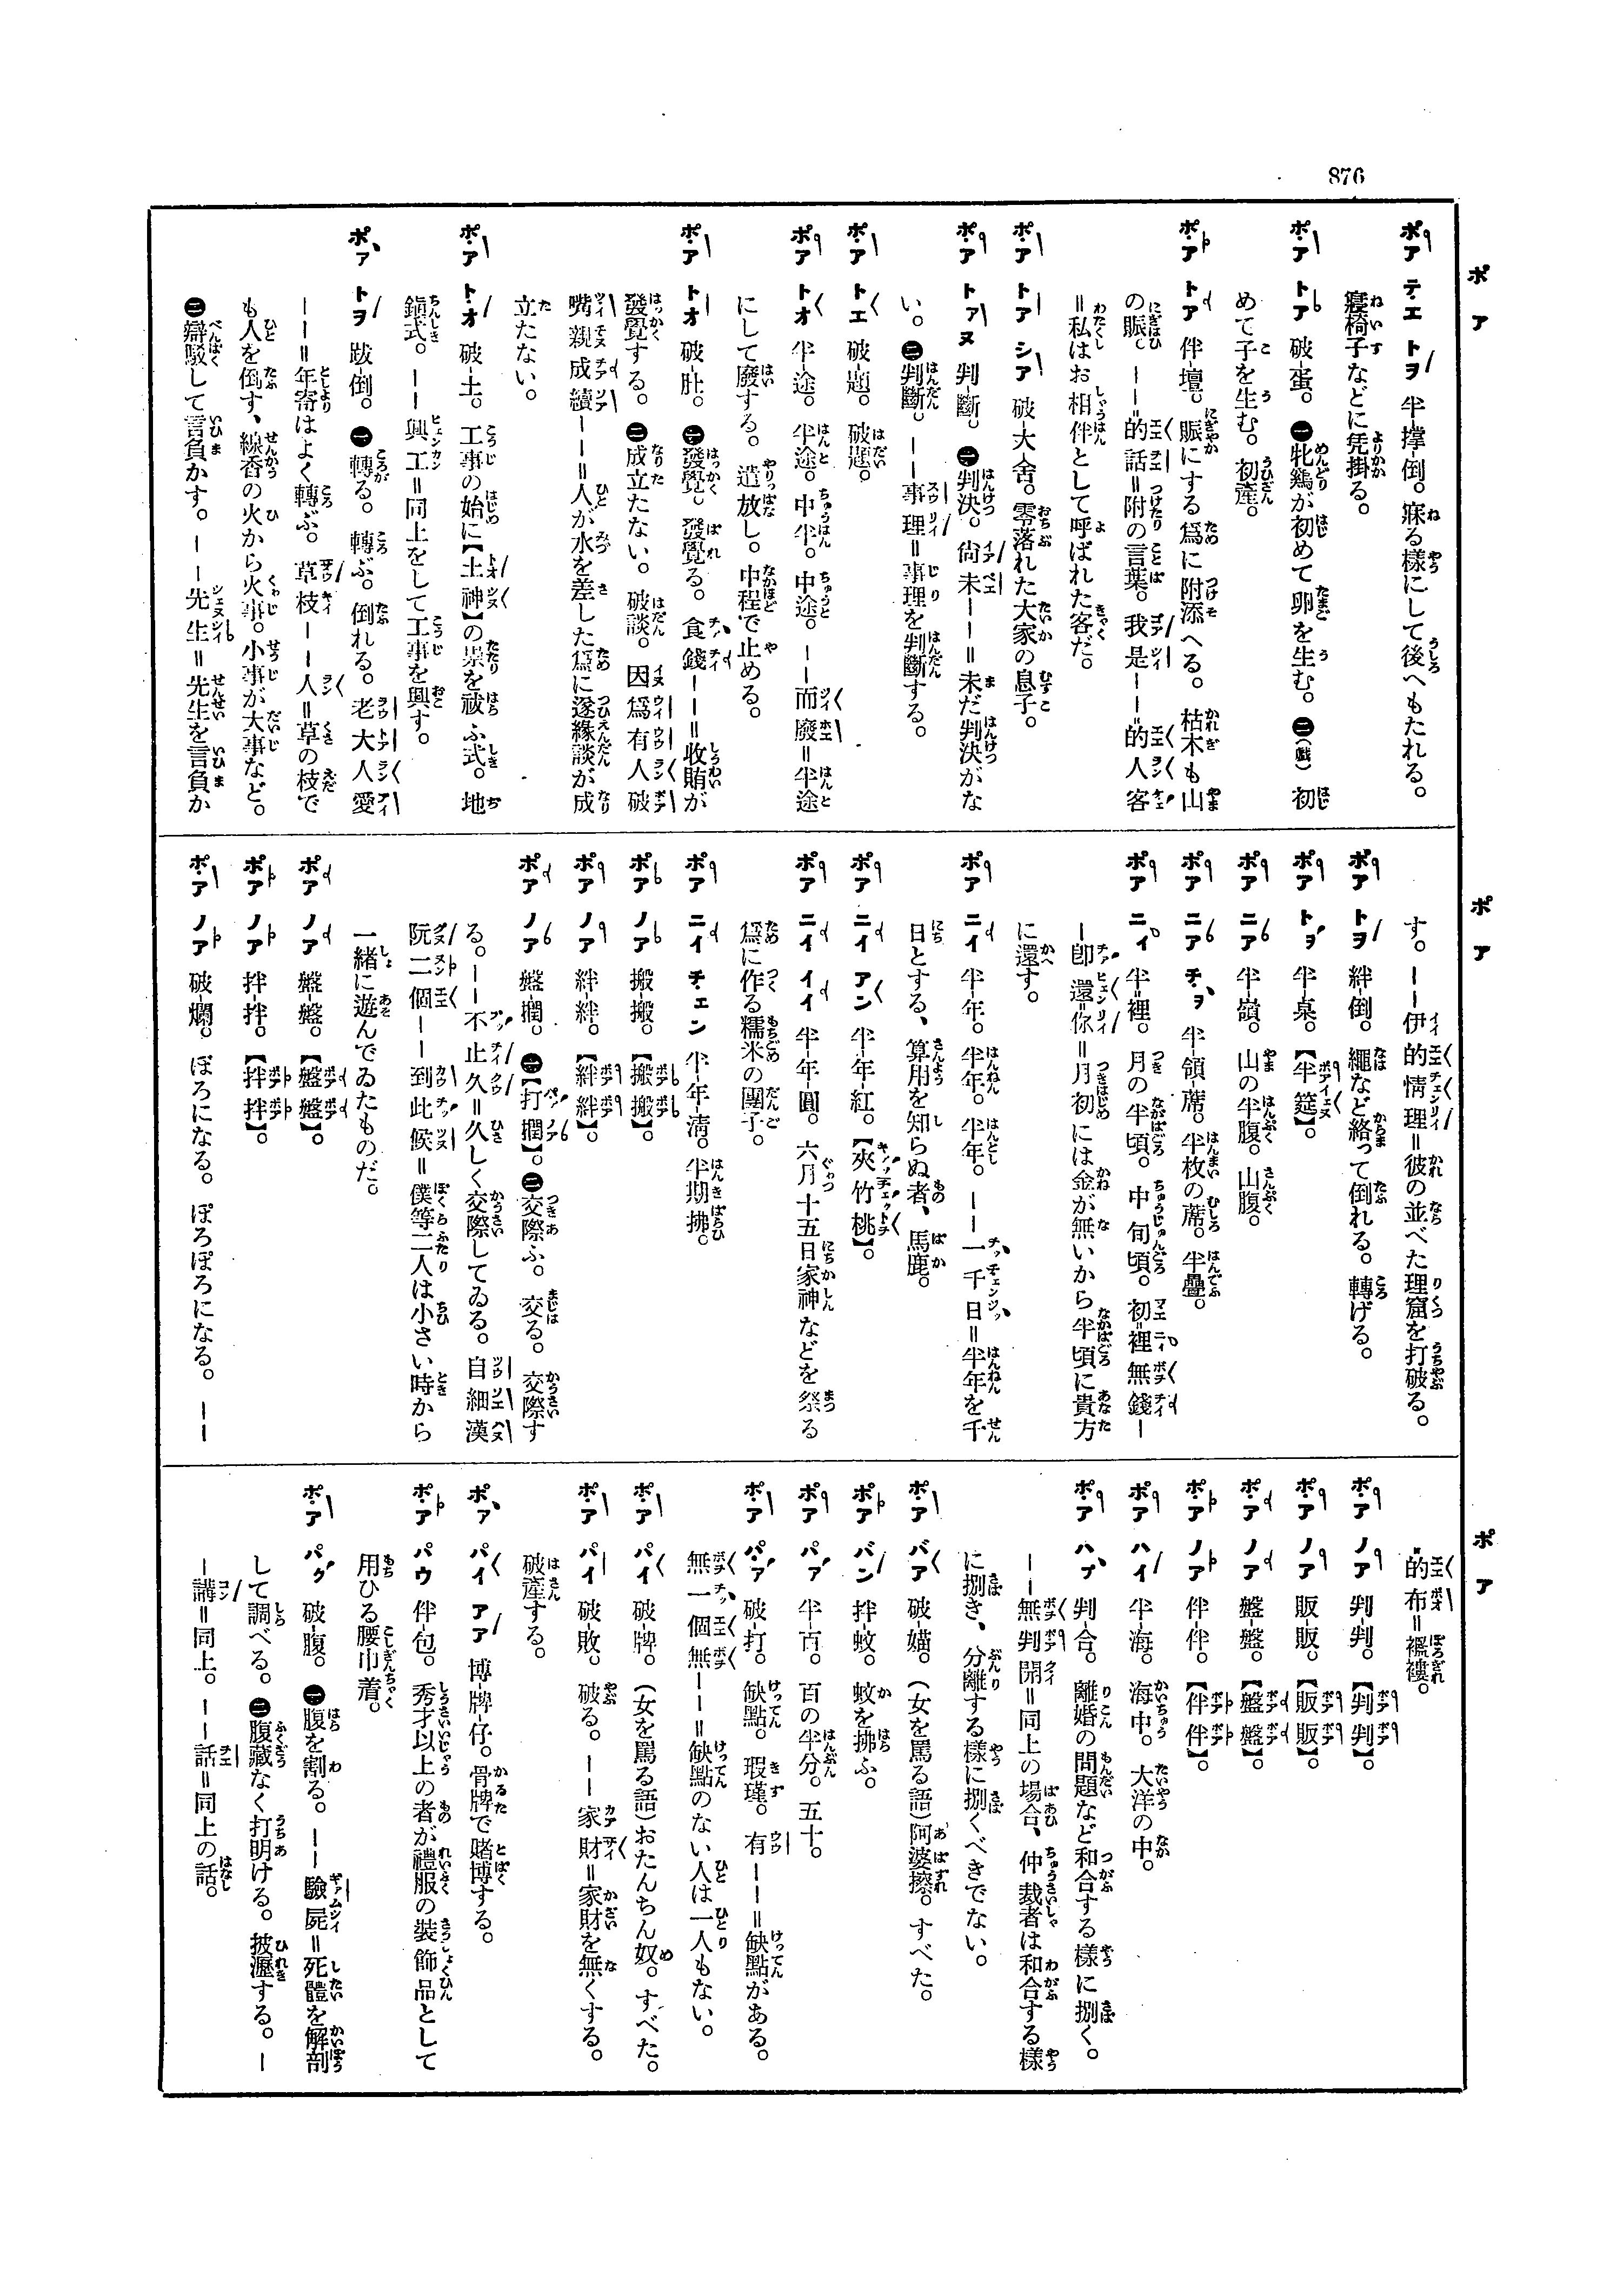 876
ポア
ポア
ポア
ポア テエ トヲ 半-撑-倒。寐る樣にして後へもたれる。
寢椅子などに凭掛る。
ポア トア 破-蛋。㊀牝鷄が初めて卵を生む。㊁(戲) 初
めて子を生む。初產。
ポア トア 伴-壇。賑にする爲に附添へる。枯木も山
の賑。——的話=附の言葉。我是——的人客
=私はお相伴として呼ばれた客だ。
ポア トア シア 破-大-舍。零落れた大家の息子。
ポア トァヌ 判-斷。㊀判決。尙未——=未だ判決がな
い。㊁判斷。——事理=事理を判斷する。
ポア トエ 破-題。破題。
ポア トオ 半-途。半途。中半。中途。——而廢=半途
にして廢する。遣放し。中程で止める。
ポア トオ 破-肚。㊀發覺。發覺る。食錢——=收賄が
發覺する。㊁成立たない。破談。因爲有人破
嘴親成續——=人が水を差した爲に遂緣談が成
立たない。
ポア トオ 破-土。工事の始に【土神】の祟を祓ふ式。地
鎭式。——興工=同上をして工事を興す。
ポァ トヲ 跋-倒。㊀轉る。轉ぶ。倒れる。老大人愛
——=年寄はよく轉ぶ。草枝——人=草の枝で
も人を倒す、線香の火から火事。小事が大事など。
㊁辯駁して言負かす。——先生=先生を言負か
す。——伊的情理=彼の並べた理窟を打破る。
ポア トヲ 絆-倒。繩など絡って倒れる。轉げる。
ポア トヲ 半-桌。【半筵】。
ポア ニア 半-嶺。山の半腹。山腹。
ポア ニア チヲ 半-領-蓆。半枚の蓆。半疊。
ポア ニィ 半=裡。月の半頃。中旬頃。初=裡無錢—
—卽還-你=月初には金が無いから半頃に貴方
に還す。
ポア ニイ 半-年。半年。半年。——一千日=半年を千
日とする、算用を知らぬ者、馬鹿。
ポア ニイ アン 半-年-紅。【夾竹桃】。
ポア ニイ イイ 半-年-圓。六月十五日家神などを祭る
爲に作る糯米の團子。
ポア ニイ チエン 半-年-淸。半期拂。
ポア ノア 搬-搬。【搬搬】。
ポア ノア 絆-絆。【絆絆】。
ポア ノア 盤-攔。㊀【打攔】。㊁交際ふ。交る。交際す
る。——不止久=久しく交際してゐる。自細漢
阮二個——到此候=僕等二人は小さい時から
一緖に遊んでゐたものだ。
ポア ノア 盤-盤。【盤盤】。
ポア ノア 拌-拌。【拌拌】。
ポア ノア 破-爛。ぼろになる。ぼろぼろになる。——
的布=襤褸。
ポア ノア 判-判。【判判】。
ポア ノア 販-販。【販販】。
ポア ノア 盤-盤。【盤盤】。
ポア ノア 伴-伴。【伴伴】。
ポア ハイ 半-海。海中。大洋の中。
ポア ハプ 判-合。離婚の問題など和合する樣に捌く。
——無判開=同上の場合、仲裁者は和合する樣
に捌き、分離する樣に捌くべきでない。
ポア バア 破-媌。(女を罵る語)阿婆擦。すべた。
ポア バン 拌-蚊。蚊を拂ふ。
ポア パァ 半-百。百の半分。五十。
ポア パァ 破-打。缺點。瑕瑾。有——=缺點がある。
無一個無——=缺點のない人は一人もない。
ポア パイ 破-牌。(女を罵る語)おたんちん奴。すべた。
ポア パイ 破-敗。破る。——家財=家財を無くする。
破產する。
ポァ パイ アア 博-牌-仔。骨牌で賭博する。
ポア パウ 伴-包。秀才以上の者が禮服の裝飾品として
用ひる腰巾着。
ポア パク 破-腹。㊀腹を割る。——驗屍=死體を解剖
して調べる。㊁腹藏なく打明ける。披瀝する。—
—講=同上。——話=同上の話。